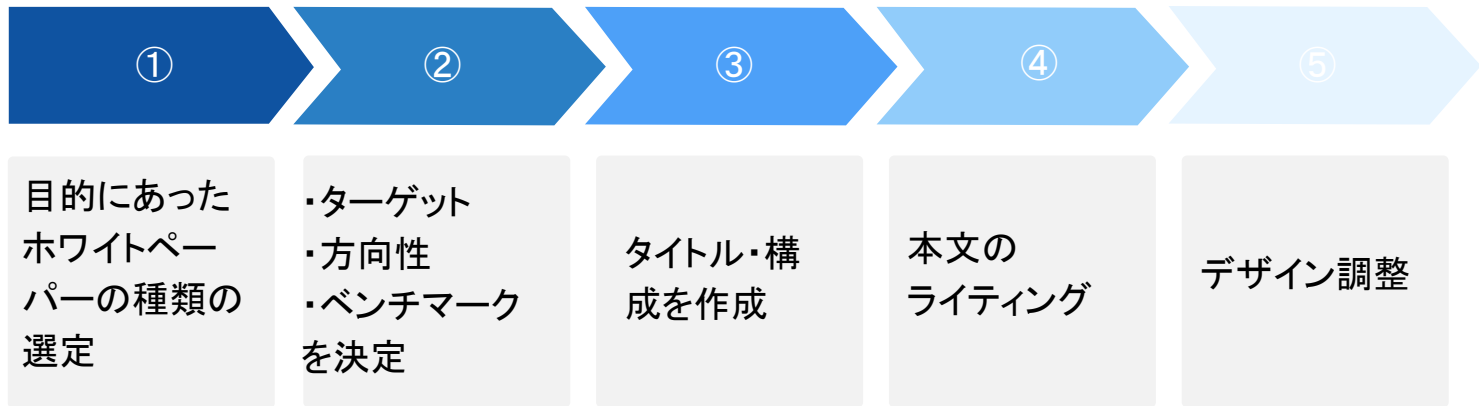 ①
②
③
④
⑤
目的にあった
ホワイトペー
パーの種類の
選定
・ターゲット
・方向性
・ベンチマーク
を決定
タイトル・構
成を作成
本文の
ライティング
デザイン調整